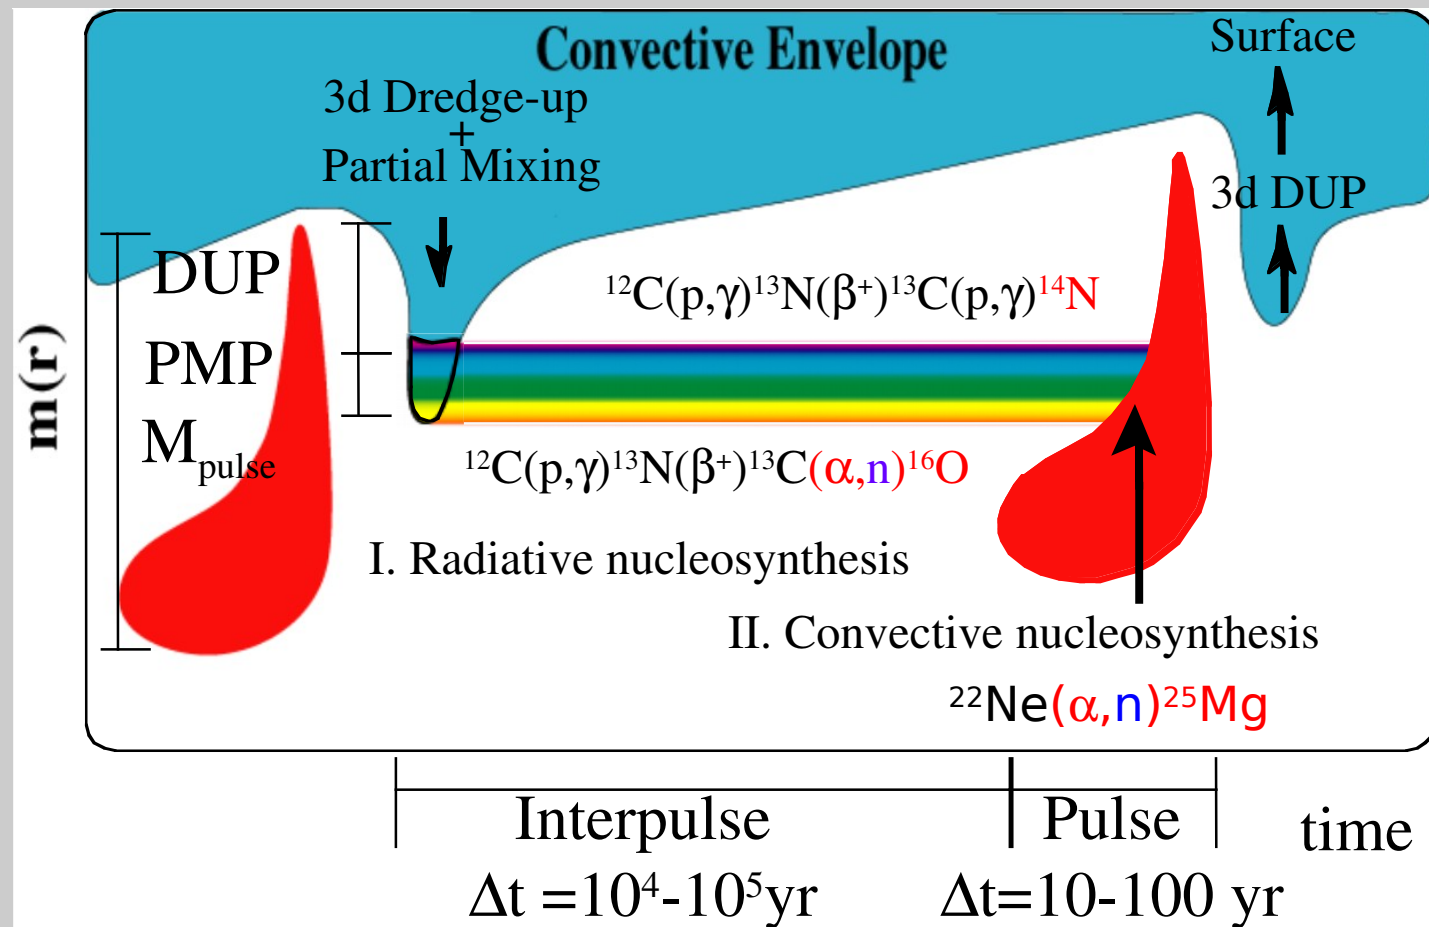 Convective Envelope
Surface
3d Dredge-up
+
Partial Mixing
3d DUP
DUP
¹²C(p,γ)¹³N(β⁺)¹³C(p,γ)¹⁴N
PMP
m(r)
M_pulse
¹²C(p,γ)¹³N(β⁺)¹³C(α,n)¹⁶O
I. Radiative nucleosynthesis
II. Convective nucleosynthesis
²²Ne(α,n)²⁵Mg
Interpulse
Pulse
time
Δt =10⁴-10⁵yr
Δt=10-100 yr